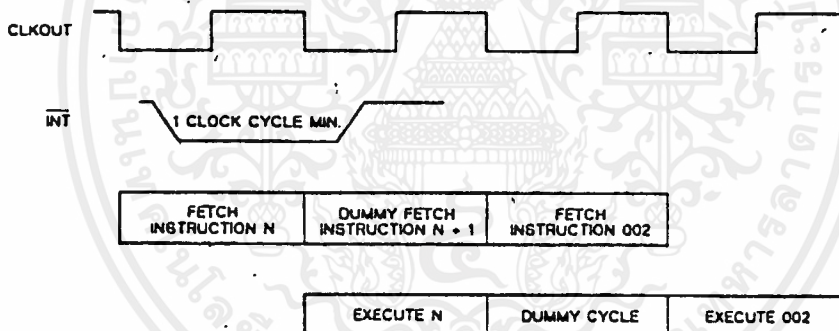 CLKOUT
INT
1 CLOCK CYCLE MIN.
FETCH
INSTRUCTION N
DUMMY FETCH
INSTRUCTION N + 1
FETCH
INSTRUCTION 002
EXECUTE N
DUMMY CYCLE
EXECUTE 002